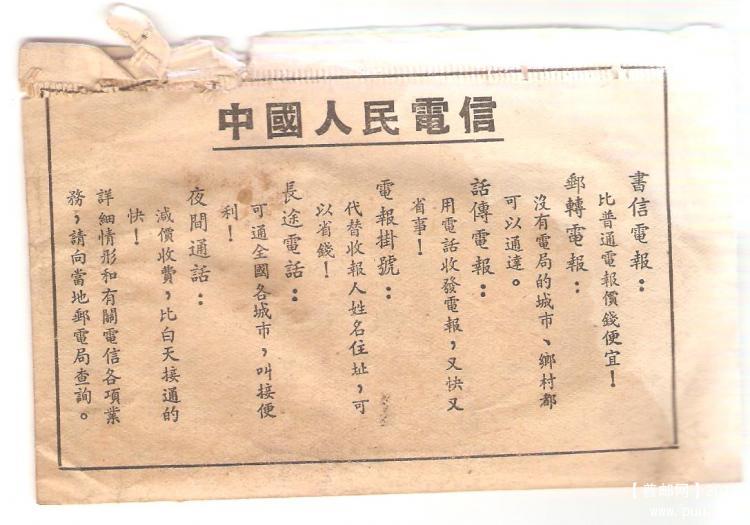 中國人民電信
書信電報：
比普通電報價錢便宜！
郵轉電報：
沒有電局的城市、鄉村都
可以通達。
話傳電報：
用電話收發電報，又快又
省事！
電報掛號：
代替收報人姓名住址，可
以省錢！
長途電話：
可通全國各城市，叫接便
利！
夜間通話：
減價收費，比白天接通的
快！
詳細情形和有關電信各項業
務，請向當地郵電局查詢。
【普邮网】
www.puu